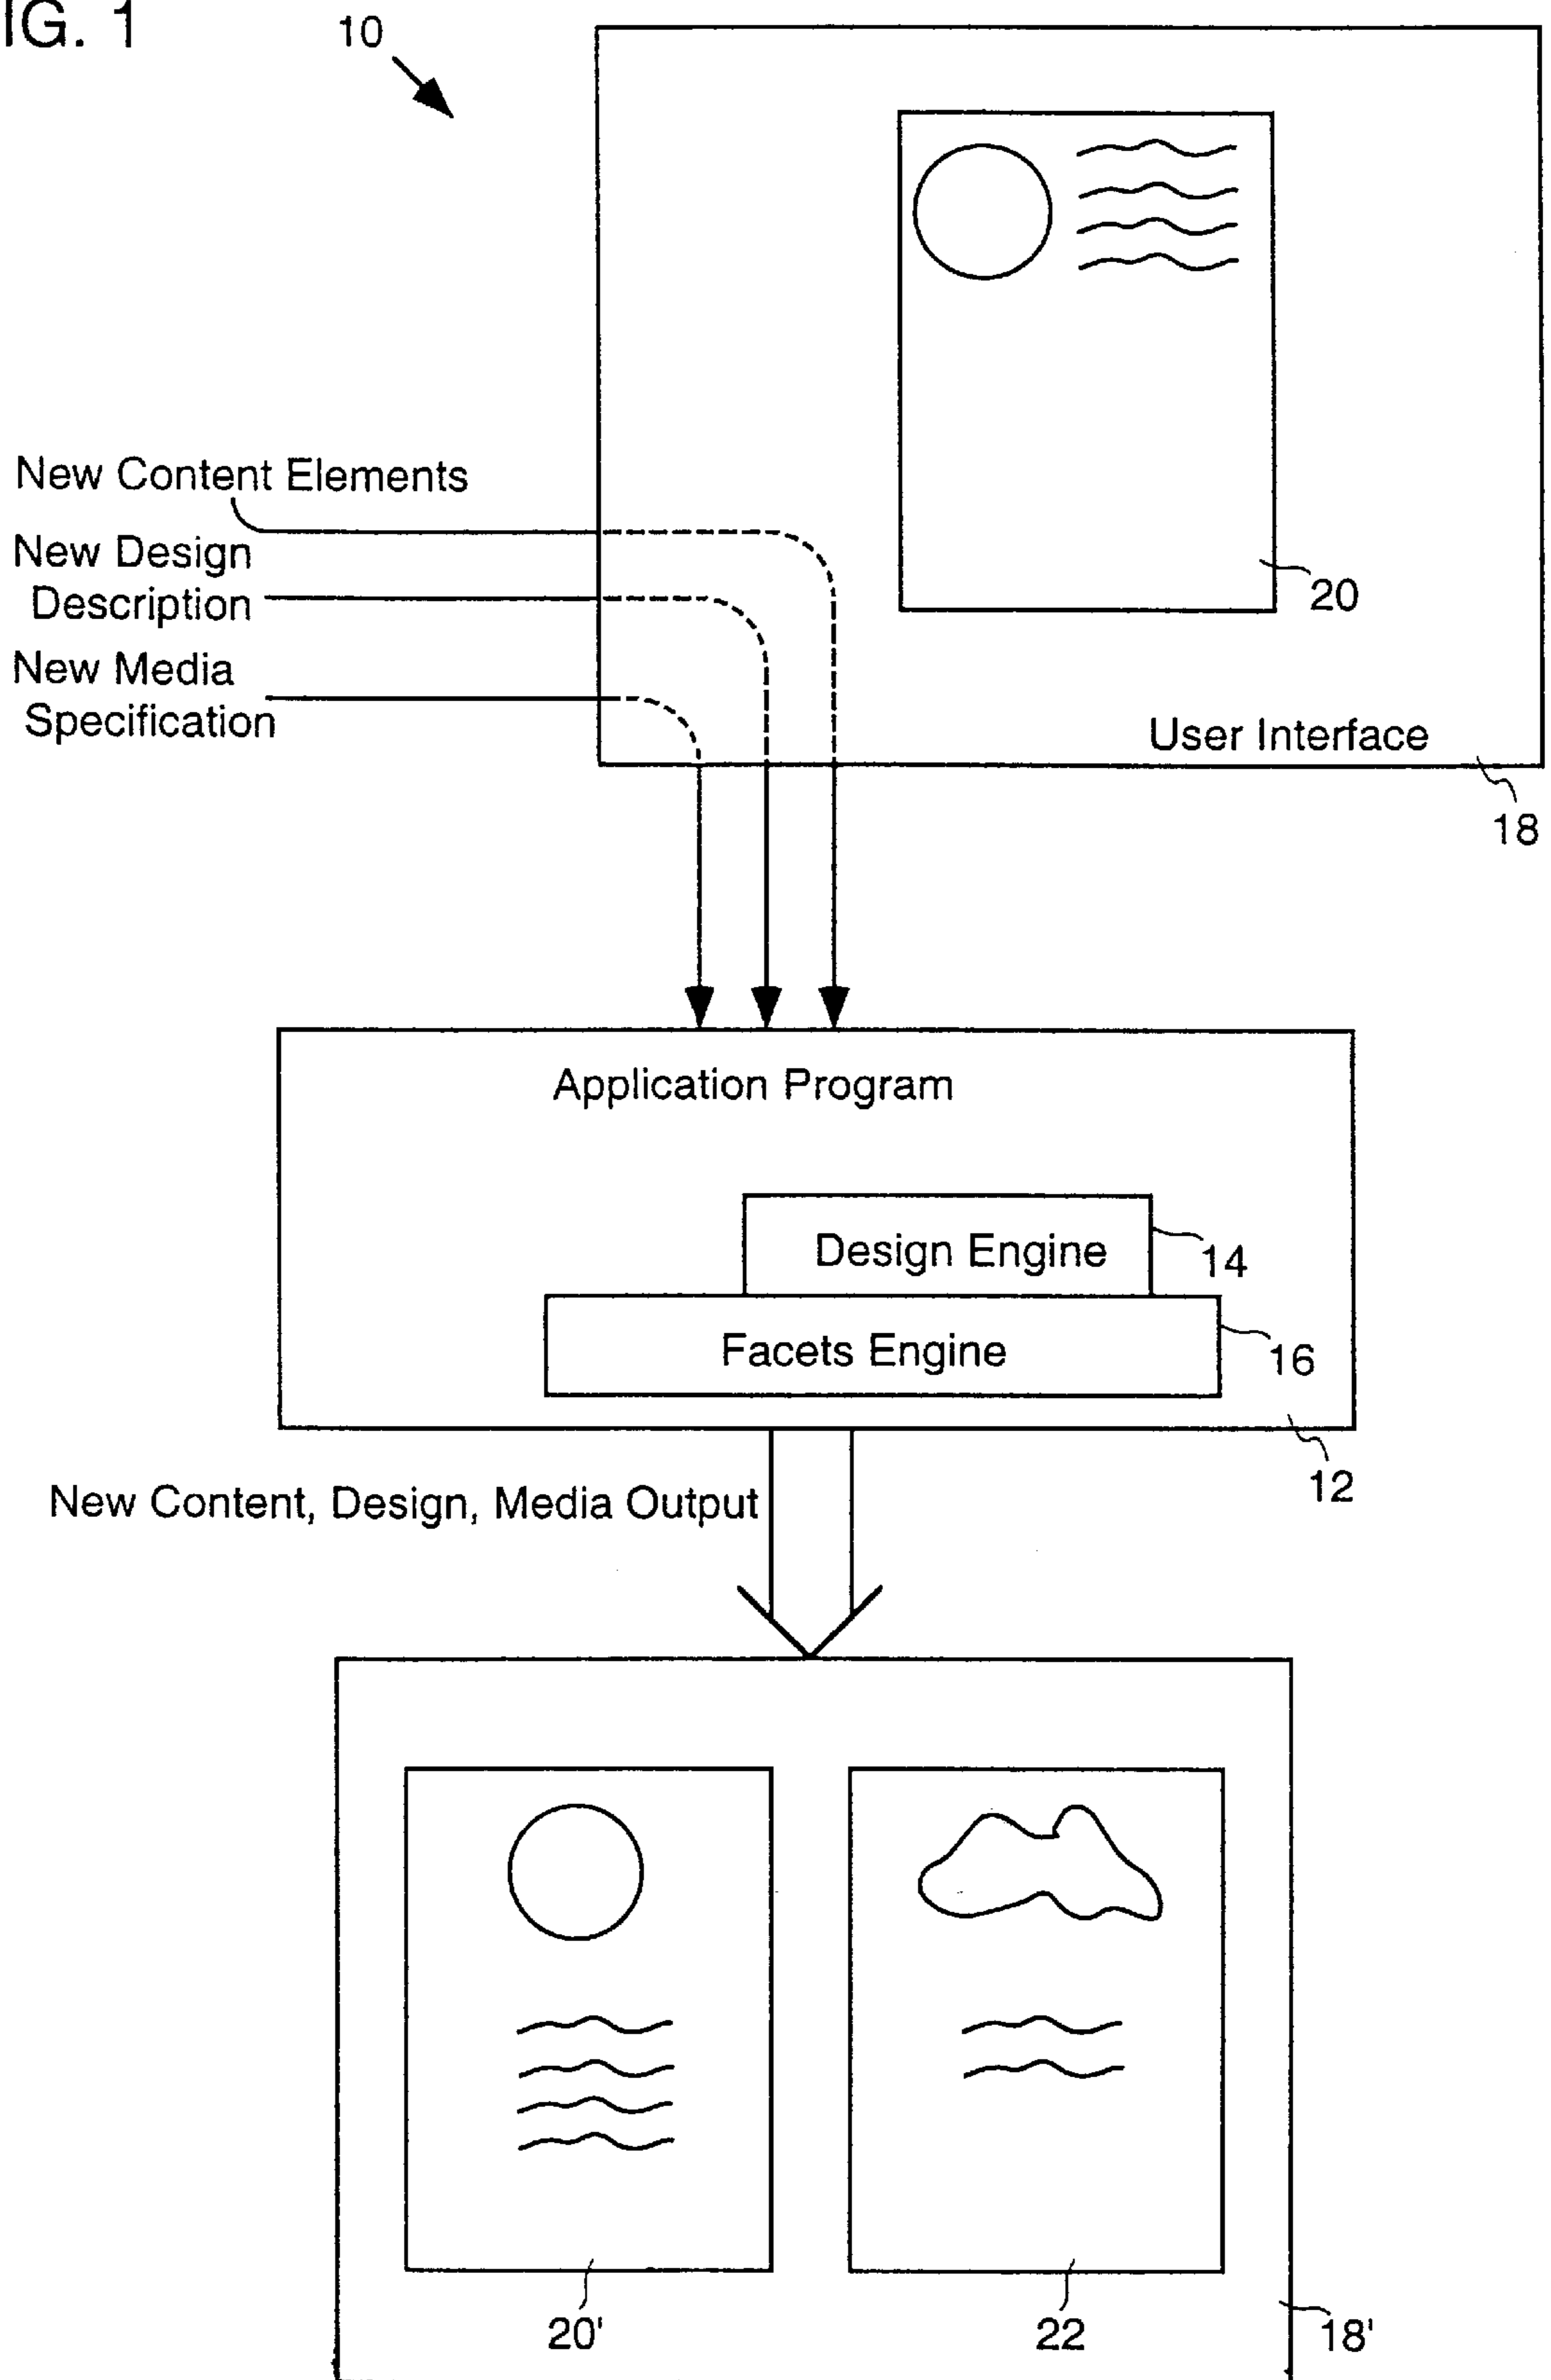 IG. 1
10
New Content Elements
New Design
Description
New Media
Specification
20
User Interface
18
Application Program
Design Engine
14
Facets Engine
16
12
New Content, Design, Media Output
20'
22
18'